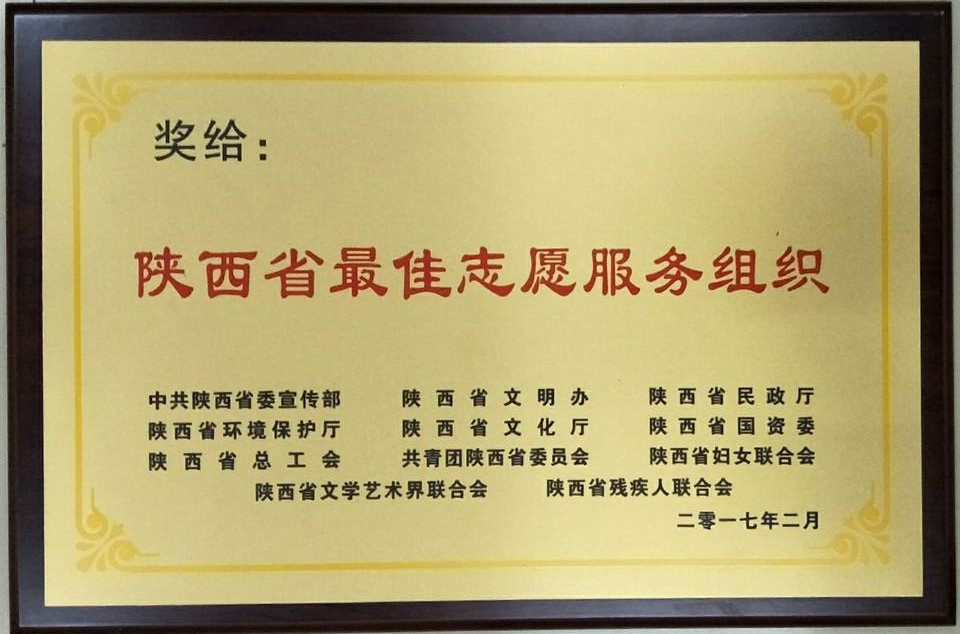 奖给：
陕西省最佳志愿服务组织
中共陕西省委宣传部 陕西省文明办 陕西省民政厅
陕西省环境保护厅 陕西省文化厅 陕西省国资委
陕西省总工会 共青团陕西省委员会 陕西省妇女联合会
陕西省文学艺术界联合会 陕西省残疾人联合会
二零一七年二月